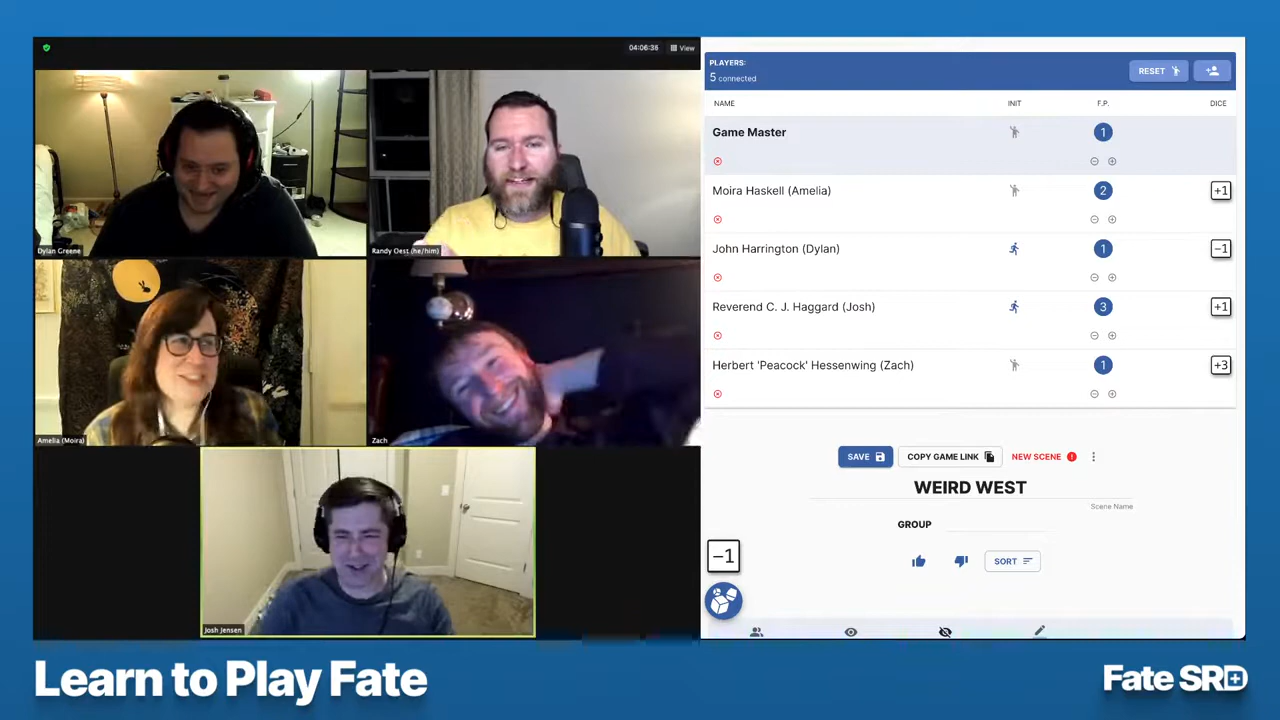 04:06:36
View
Dylan Greene
Randy Oest (he/him)
Amelia (Moira)
Zach
Josh Jensen
PLAYERS:
5 connected
RESET
NAME INIT F.P. DICE
Game Master 1
Moira Haskell (Amelia) 2 +1
John Harrington (Dylan) 1 −1
Reverend C. J. Haggard (Josh) 3 +1
Herbert 'Peacock' Hessenwing (Zach) 1 +3
SAVE COPY GAME LINK NEW SCENE
WEIRD WEST
Scene Name
GROUP
SORT
−1
Learn to Play Fate
Fate SRD